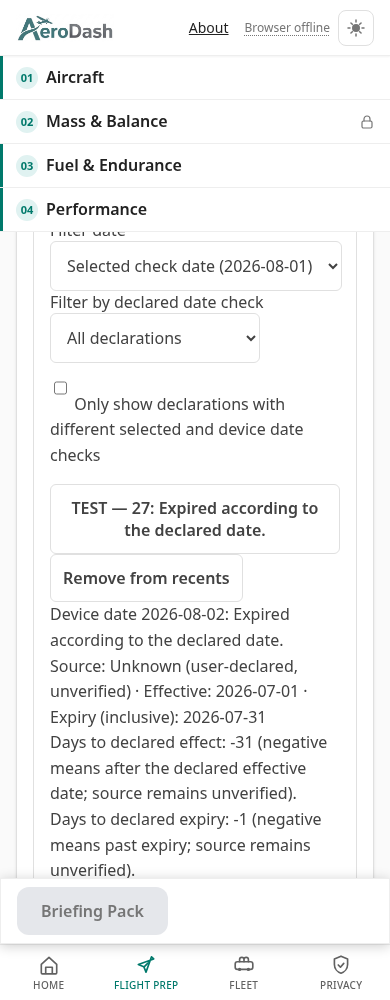 AeroDash
About
Browser offline
01 Aircraft
02 Mass & Balance
03 Fuel & Endurance
04 Performance
Filter date
Selected check date (2026-08-01)
Filter by declared date check
All declarations
Only show declarations with
different selected and device date
checks
TEST — 27: Expired according to
the declared date.
Remove from recents
Device date 2026-08-02: Expired
according to the declared date.
Source: Unknown (user-declared,
unverified) · Effective: 2026-07-01 ·
Expiry (inclusive): 2026-07-31
Days to declared effect: -31 (negative
means after the declared effective
date; source remains unverified).
Days to declared expiry: -1 (negative
means past expiry; source remains
unverified).
Briefing Pack
HOME
FLIGHT PREP
FLEET
PRIVACY